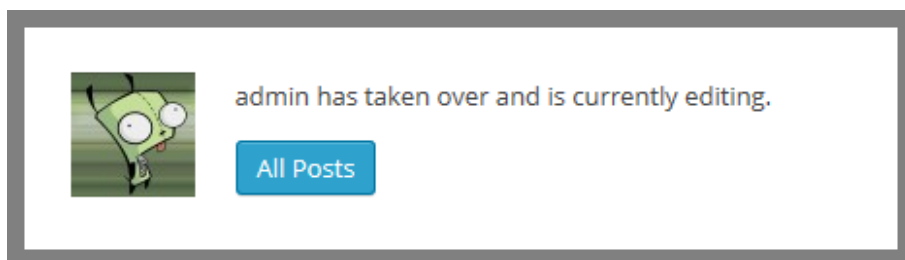 admin has taken over and is currently editing.
All Posts